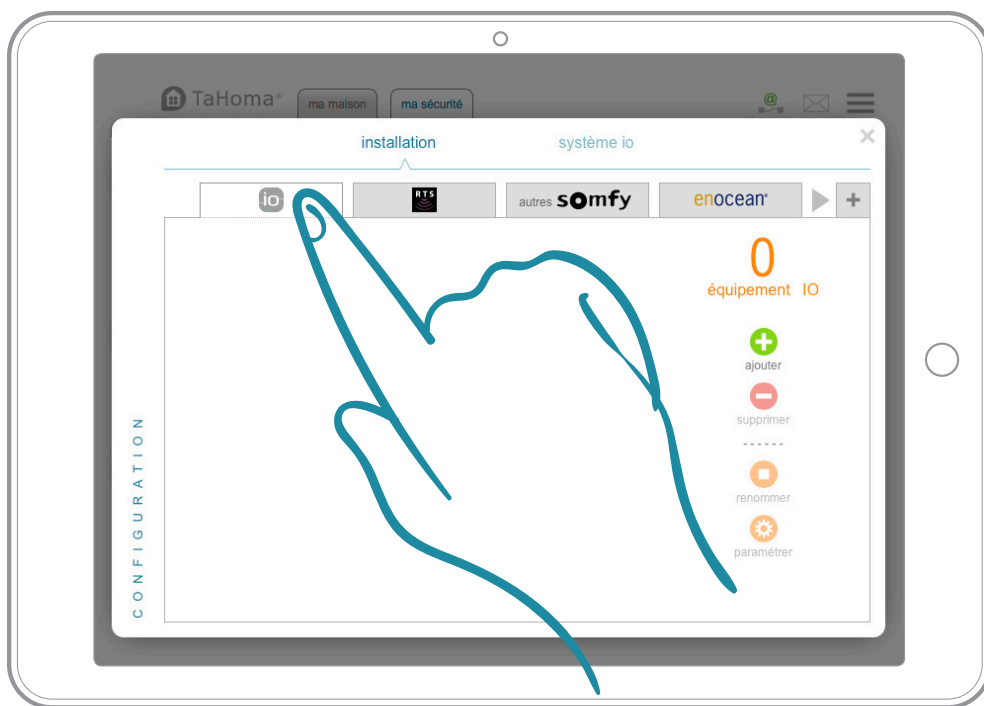 TaHoma®
ma maison
ma sécurité
@
installation
système io
io
RTS
autres somfy
enocean®
0
équipement IO
ajouter
supprimer
renommer
paramétrer
CONFIGURATION